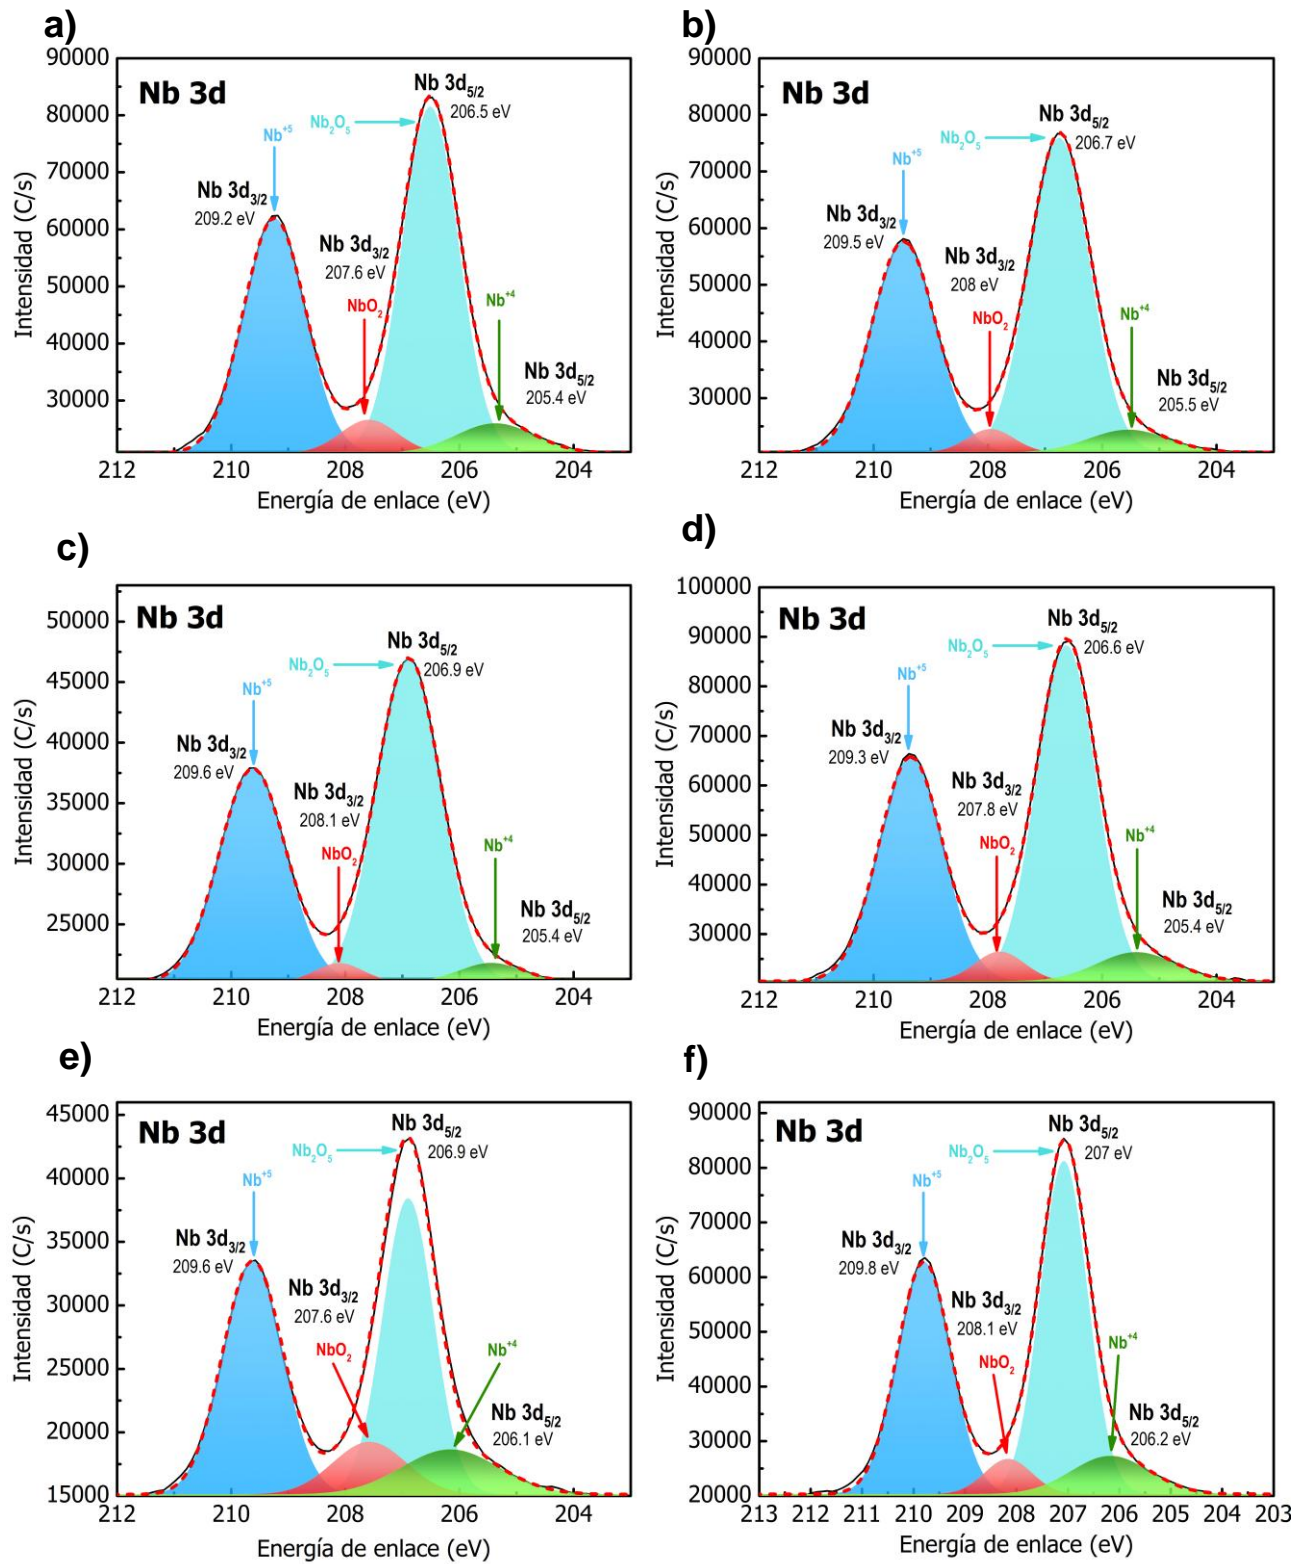 a)
90000
80000
70000
60000
50000
40000
30000
Intensidad (C/s)
Nb 3d
Nb⁺⁵
Nb₂O₅
Nb 3d₅/₂
206.5 eV
Nb 3d₃/₂
209.2 eV
Nb 3d₃/₂
207.6 eV
NbO₂
Nb⁺⁴
Nb 3d₅/₂
205.4 eV
212 210 208 206 204
Energía de enlace (eV)
b)
90000
80000
70000
60000
50000
40000
30000
Intensidad (C/s)
Nb 3d
Nb₂O₅
Nb 3d₅/₂
206.7 eV
Nb⁺⁵
Nb 3d₃/₂
209.5 eV
Nb 3d₃/₂
208 eV
NbO₂
Nb⁺⁴
Nb 3d₅/₂
205.5 eV
212 210 208 206 204
Energía de enlace (eV)
c)
50000
45000
40000
35000
30000
25000
Intensidad (C/s)
Nb 3d
Nb₂O₅
Nb 3d₅/₂
206.9 eV
Nb⁺⁵
Nb 3d₃/₂
209.6 eV
Nb 3d₃/₂
208.1 eV
NbO₂
Nb⁺⁴
Nb 3d₅/₂
205.4 eV
212 210 208 206 204
Energía de enlace (eV)
d)
100000
90000
80000
70000
60000
50000
40000
30000
Intensidad (C/s)
Nb 3d
Nb₂O₅
Nb 3d₅/₂
206.6 eV
Nb⁺⁵
Nb 3d₃/₂
209.3 eV
Nb 3d₃/₂
207.8 eV
NbO₂
Nb⁺⁴
Nb 3d₅/₂
205.4 eV
212 210 208 206 204
Energía de enlace (eV)
e)
45000
40000
35000
30000
25000
20000
15000
Intensidad (C/s)
Nb 3d
Nb₂O₅
Nb 3d₅/₂
206.9 eV
Nb⁺⁵
Nb 3d₃/₂
209.6 eV
Nb 3d₃/₂
207.6 eV
NbO₂
Nb⁺⁴
Nb 3d₅/₂
206.1 eV
212 210 208 206 204
Energía de enlace (eV)
f)
90000
80000
70000
60000
50000
40000
30000
20000
Intensidad (C/s)
Nb 3d
Nb₂O₅
Nb 3d₅/₂
207 eV
Nb⁺⁵
Nb 3d₃/₂
209.8 eV
Nb 3d₃/₂
208.1 eV
NbO₂
Nb⁺⁴
Nb 3d₅/₂
206.2 eV
213 212 211 210 209 208 207 206 205 204 203
Energía de enlace (eV)